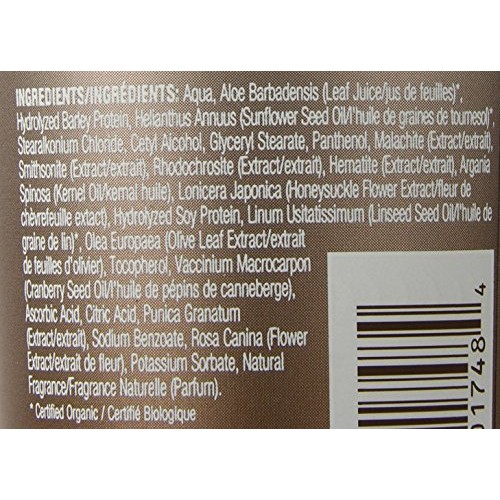 INGREDIENTS/INGRÉDIENTS: Aqua, Aloe Barbadensis (Leaf Juice/jus de feuilles)*,
Hydrolyzed Barley Protein, Helianthus Annuus (Sunflower Seed Oil/l'huile de graines de tournesol)*,
Stearalkonium Chloride, Cetyl Alcohol, Glyceryl Stearate, Panthenol, Malachite (Extract/extrait),
Smithsonite (Extract/extrait), Rhodochrosite (Extract/extrait), Hematite (Extract/extrait), Argania
Spinosa (Kernel Oil/kernal huile), Lonicera Japonica (Honeysuckle Flower Extract/fleur de
chèvrefeuille extact), Hydrolyzed Soy Protein, Linum Usitatissimum (Linseed Seed Oil/l'huile de
graine de lin)*, Olea Europaea (Olive Leaf Extract/extrait
de feuilles d'olivier), Tocopherol, Vaccinium Macrocarpon
(Cranberry Seed Oil/l'huile de pépins de canneberge),
Ascorbic Acid, Citric Acid, Punica Granatum
(Extract/extrait), Sodium Benzoate, Rosa Canina (Flower
Extract/extrait de fleur), Potassium Sorbate, Natural
Fragrance/Fragrance Naturelle (Parfum).
* Certified Organic / Certifié Biologique
01748 4